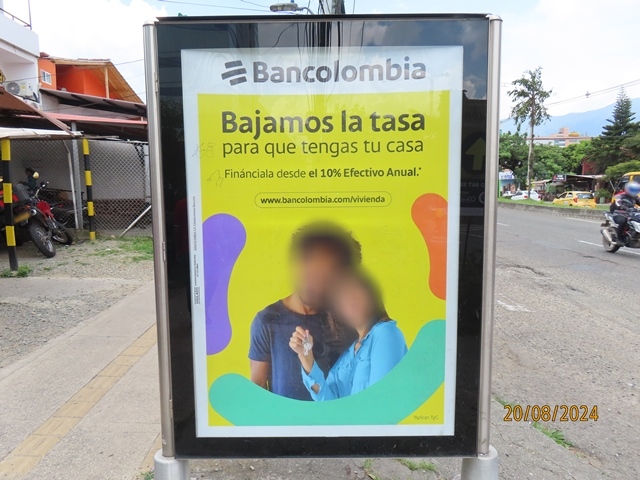 Bancolombia
Bajamos la tasa
para que tengas tu casa
Finánciala desde el 10% Efectivo Anual.*
www.bancolombia.com/vivienda
20/08/2024